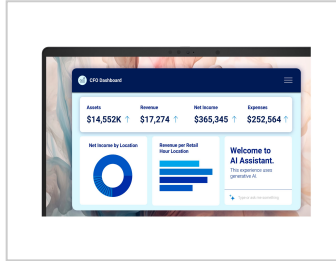 CFO Dashboard
Assets Revenue Net Income Expenses
$14,552K ↑ $17,274 ↑ $365,345 ↑ $252,564 ↑
Net Income by Location
Revenue per Retail
Hour Location
Welcome to
AI Assistant.
This experience uses
generative AI